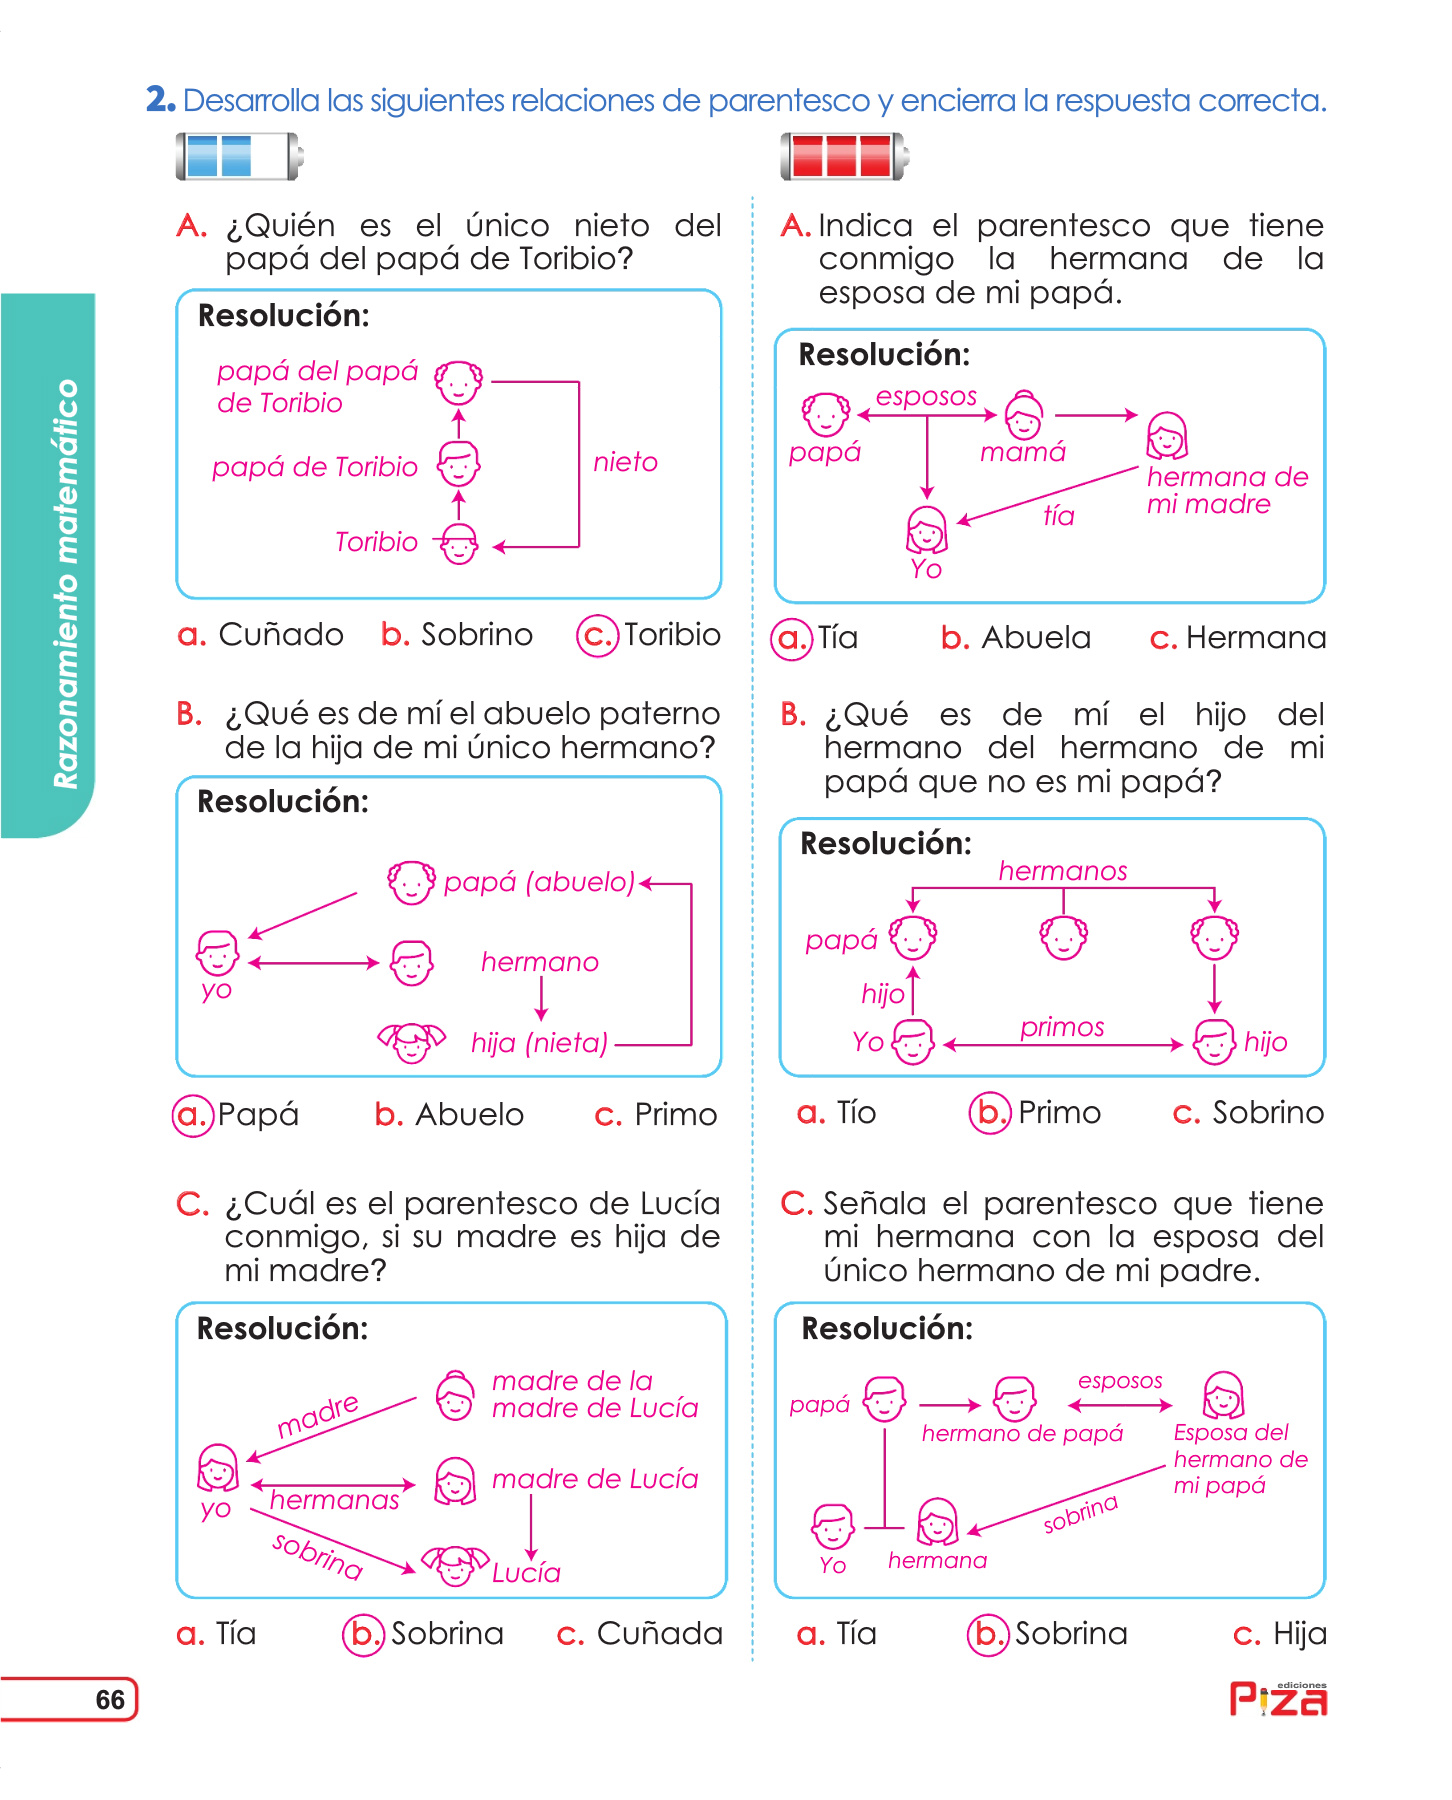 2. Desarrolla las siguientes relaciones de parentesco y encierra la respuesta correcta.
A. ¿Quién es el único nieto del
papá del papá de Toribio?
Resolución:
papá del papá
de Toribio
papá de Toribio
nieto
Toribio
a. Cuñado b. Sobrino c. Toribio
B. ¿Qué es de mí el abuelo paterno
de la hija de mi único hermano?
Resolución:
papá (abuelo)
hermano
yo
hija (nieta)
a. Papá b. Abuelo c. Primo
C. ¿Cuál es el parentesco de Lucía
conmigo, si su madre es hija de
mi madre?
Resolución:
madre de la
madre de Lucía
madre
madre de Lucía
hermanas
yo
sobrina
Lucía
a. Tía b. Sobrina c. Cuñada
A. Indica el parentesco que tiene
conmigo la hermana de la
esposa de mi papá.
Resolución:
esposos
papá
mamá
hermana de
mi madre
tía
Yo
a. Tía b. Abuela c. Hermana
B. ¿Qué es de mí el hijo del
hermano del hermano de mi
papá que no es mi papá?
Resolución:
hermanos
papá
hijo
primos
Yo
hijo
a. Tío b. Primo c. Sobrino
C. Señala el parentesco que tiene
mi hermana con la esposa del
único hermano de mi padre.
Resolución:
esposos
papá
hermano de papá
Esposa del
hermano de
mi papá
sobrina
Yo
hermana
a. Tía b. Sobrina c. Hija
Razonamiento matemático
66
ediciones
Piza